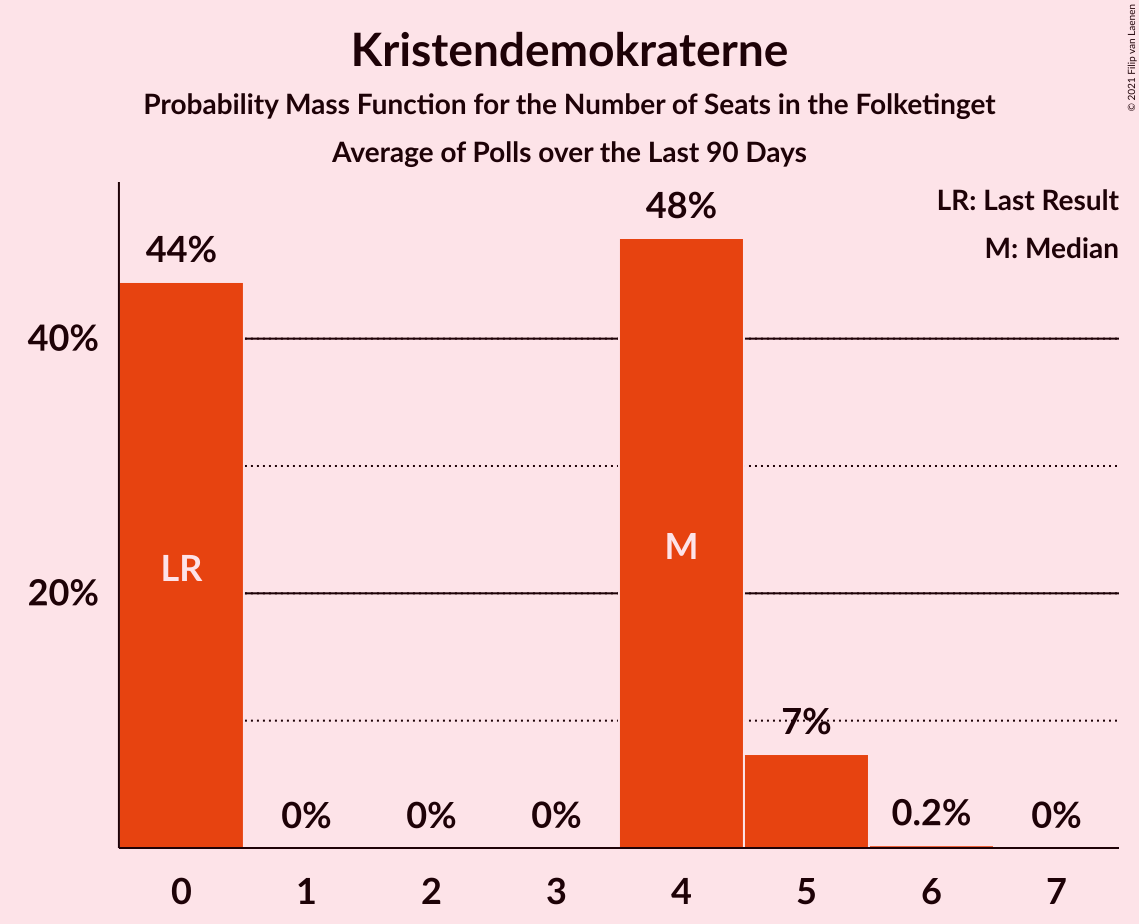 Kristendemokraterne
Probability Mass Function for the Number of Seats in the Folketinget
Average of Polls over the Last 90 Days
© 2021 Filip van Laenen
LR: Last Result
M: Median
44%
48%
40%
20%
LR
M
0%
0%
0%
7%
0.2%
0%
0
1
2
3
4
5
6
7